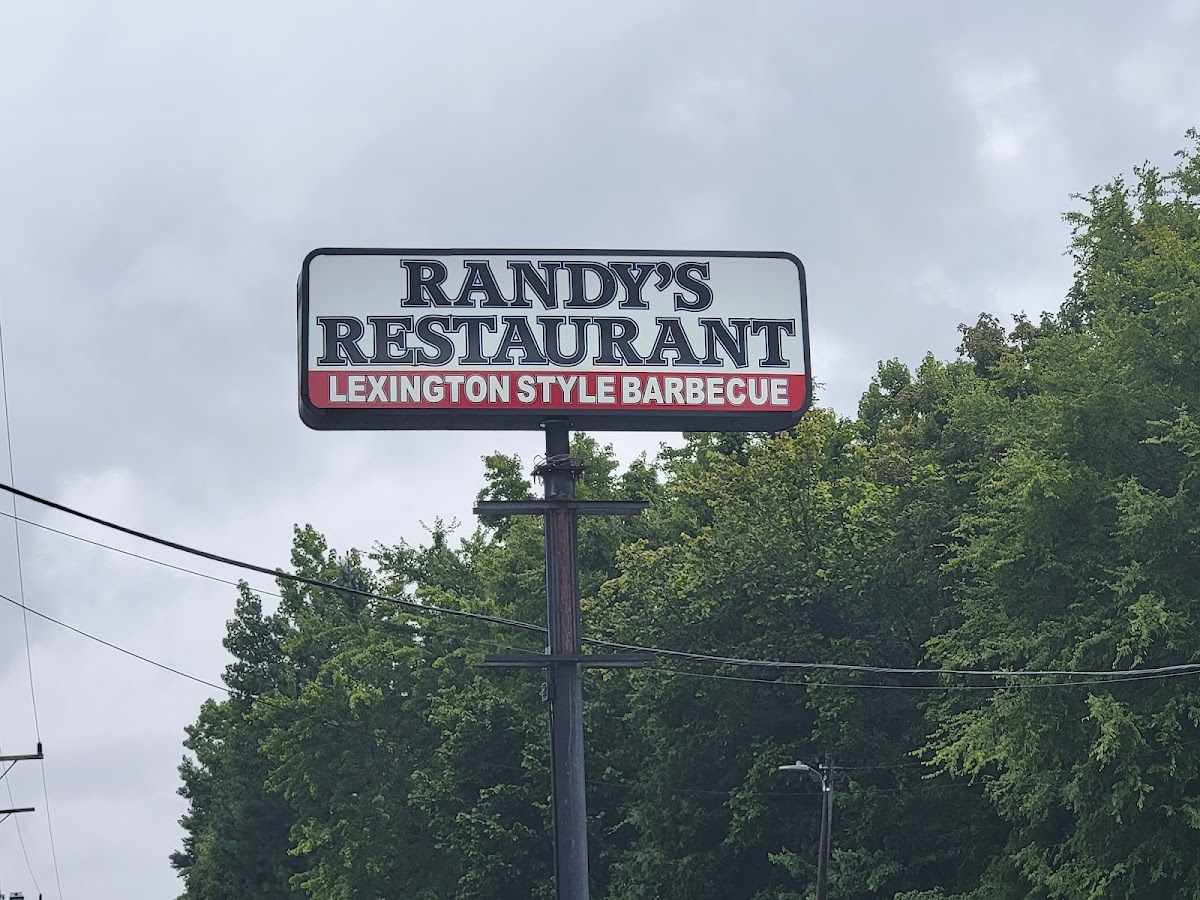 RANDY'S
RESTAURANT
LEXINGTON STYLE BARBECUE